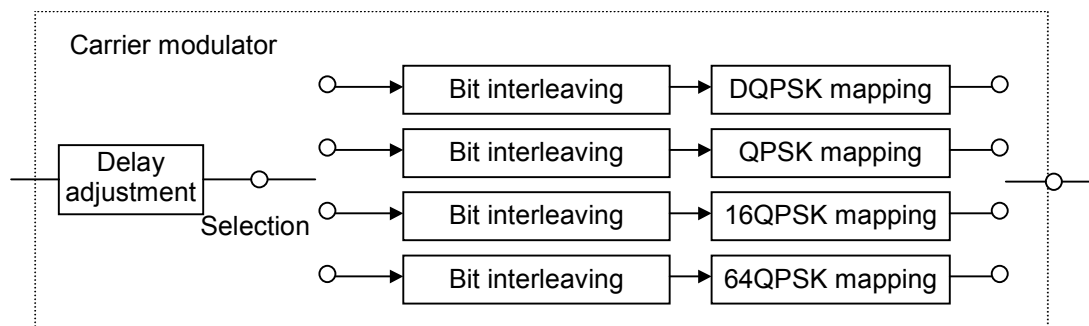 Carrier modulator
Delay
adjustment
Selection
Bit interleaving
DQPSK mapping
Bit interleaving
QPSK mapping
Bit interleaving
16QPSK mapping
Bit interleaving
64QPSK mapping